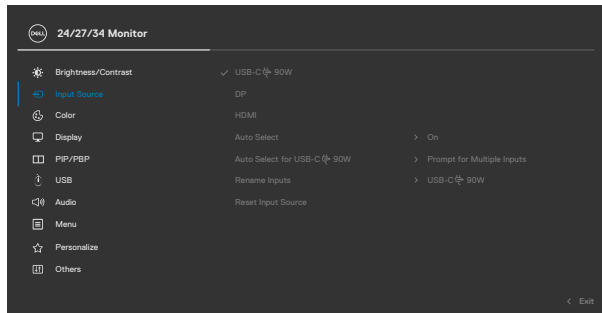 DELL 24/27/34 Monitor
Brightness/Contrast USB-C 90W
Input Source DP
Color HDMI
Display Auto Select > On
PIP/PBP Auto Select for USB-C 90W > Prompt for Multiple Inputs
USB Rename Inputs > USB-C 90W
Audio Reset Input Source
Menu
Personalize
Others
< Exit